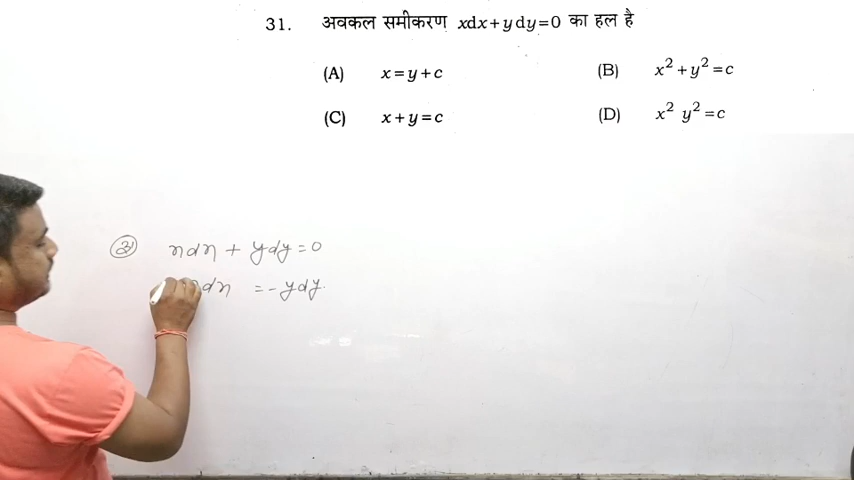 31. अवकल समीकरण xdx+ydy=0 का हल है
(A) x=y+c (B) x²+y²=c
(C) x+y=c (D) x² y²=c
xdx + ydy = 0
dx = -ydy.